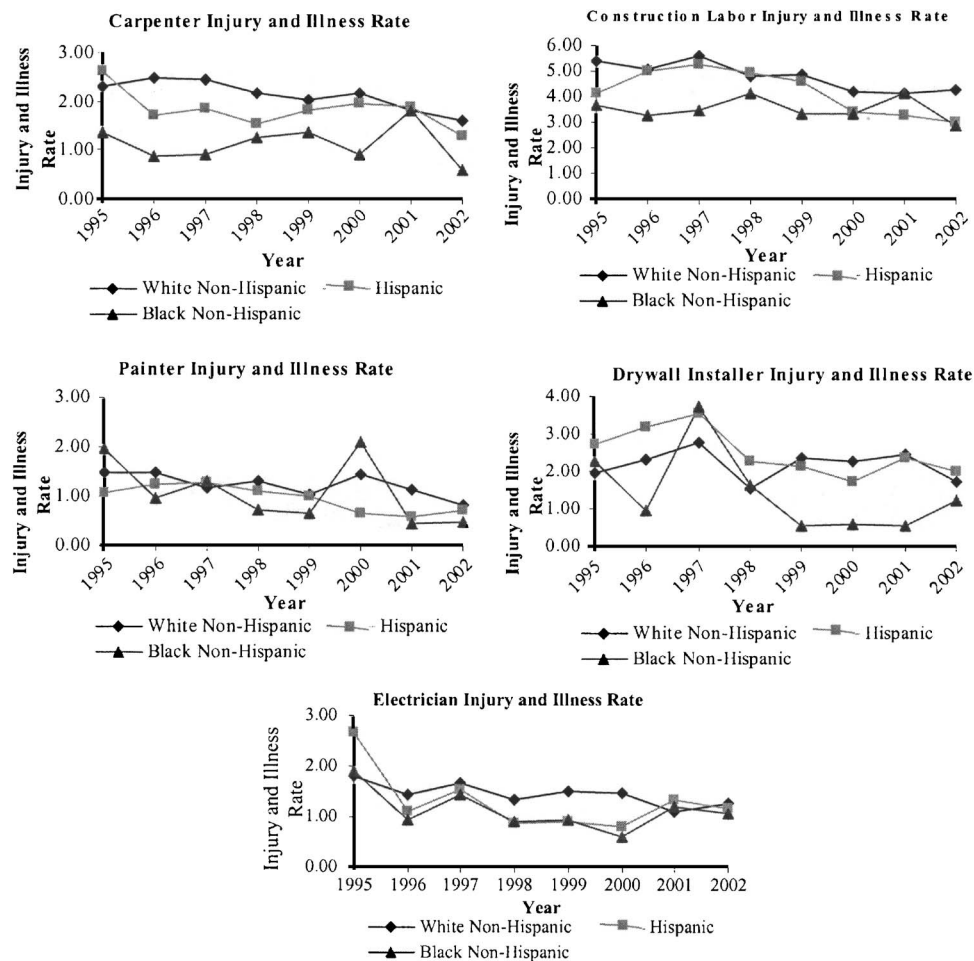 Carpenter Injury and Illness Rate
Injury and Illness
Rate
3.00
2.00
1.00
0.00
1995 1996 1997 1998 1999 2000 2001 2002
Year
White Non-Hispanic Hispanic
Black Non-Hispanic
Construction Labor Injury and Illness Rate
Injury and Illness
Rate
6.00
5.00
4.00
3.00
2.00
1.00
0.00
1995 1996 1997 1998 1999 2000 2001 2002
Year
White Non-Hispanic Hispanic
Black Non-Hispanic
Painter Injury and Illness Rate
Injury and Illness
Rate
3.00
2.00
1.00
0.00
1995 1996 1997 1998 1999 2000 2001 2002
Year
White Non-Hispanic Hispanic
Black Non-Hispanic
Drywall Installer Injury and Illness Rate
Injury and Illness
Rate
4.00
3.00
2.00
1.00
0.00
1995 1996 1997 1998 1999 2000 2001 2002
Year
White Non-Hispanic Hispanic
Black Non-Hispanic
Electrician Injury and Illness Rate
Injury and Illness
Rate
3.00
2.00
1.00
0.00
1995 1996 1997 1998 1999 2000 2001 2002
Year
White Non-Hispanic Hispanic
Black Non-Hispanic